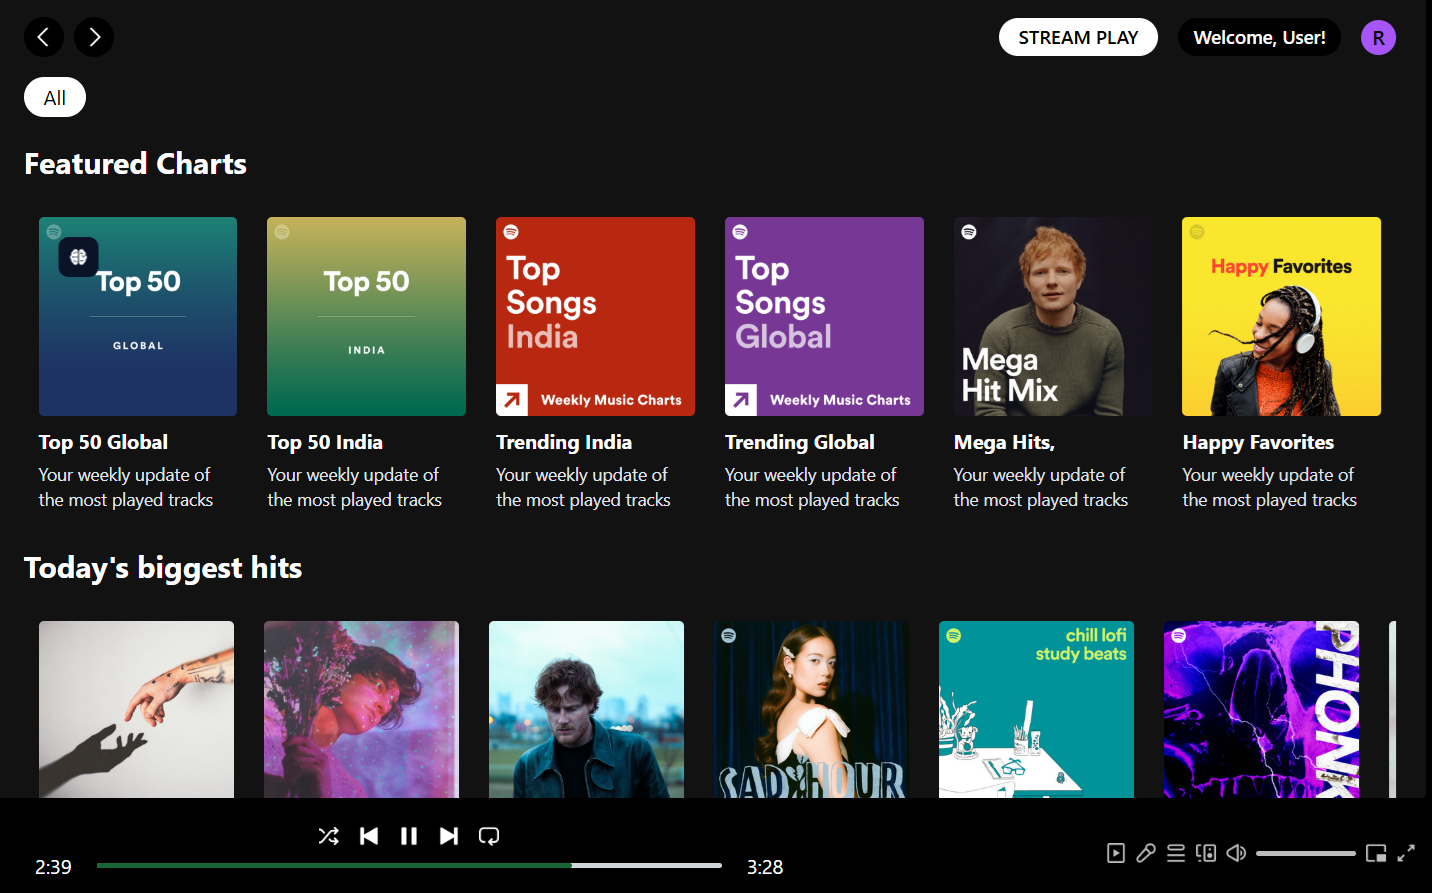 STREAM PLAY
Welcome, User!
R
All
Featured Charts
Top 50
GLOBAL
Top 50
INDIA
Top
Songs
India
Weekly Music Charts
Top
Songs
Global
Weekly Music Charts
Mega
Hit Mix
Happy Favorites
Top 50 Global
Your weekly update of
the most played tracks
Top 50 India
Your weekly update of
the most played tracks
Trending India
Your weekly update of
the most played tracks
Trending Global
Your weekly update of
the most played tracks
Mega Hits,
Your weekly update of
the most played tracks
Happy Favorites
Your weekly update of
the most played tracks
Today's biggest hits
SAD HOUR
chill lofi
study beats
PHONK
2:39
3:28